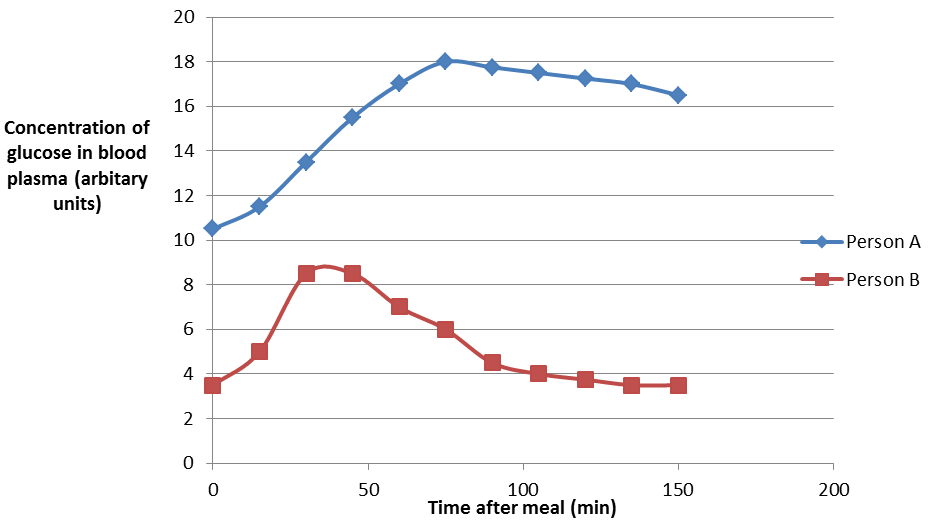 20
18
16
14
12
10
8
6
4
2
0
Concentration of
glucose in blood
plasma (arbitary
units)
0
50
100
150
200
Time after meal (min)
Person A
Person B